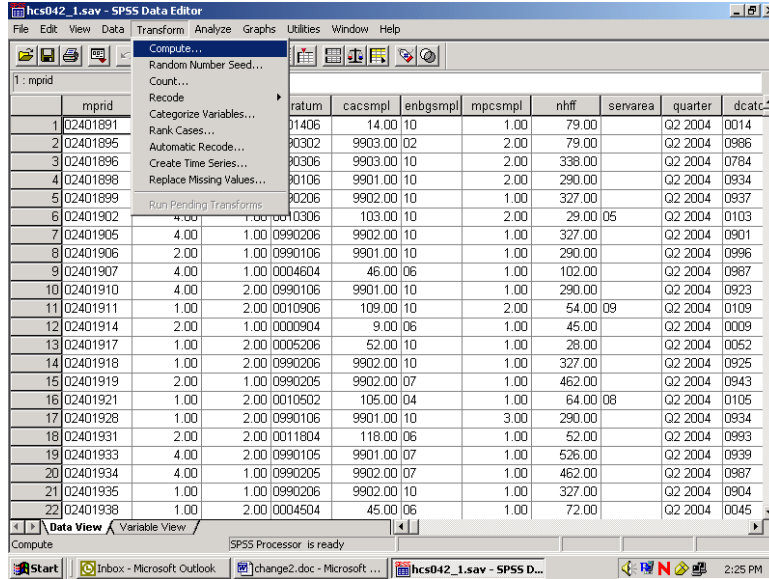 hcs042_1.sav - SPSS Data Editor
File Edit View Data Transform Analyze Graphs Utilities Window Help
Compute...
Random Number Seed...
Count...
Recode
Categorize Variables...
Rank Cases...
Automatic Recode...
Create Time Series...
Replace Missing Values...
Run Pending Transforms
1 : mprid
mprid ratum cacsmpl enbgsmpl mpcsmpl nhff servarea quarter dcatc
1 02401891 01406 14.00 10 1.00 79.00 Q2 2004 0014
2 02401895 90302 9903.00 02 2.00 79.00 Q2 2004 0986
3 02401896 90306 9903.00 10 2.00 338.00 Q2 2004 0784
4 02401898 90106 9901.00 10 2.00 290.00 Q2 2004 0934
5 02401899 90206 9902.00 10 1.00 327.00 Q2 2004 0937
6 02401902 4.00 1.00 0010306 103.00 10 2.00 29.00 05 Q2 2004 0103
7 02401905 4.00 1.00 0990206 9902.00 10 1.00 327.00 Q2 2004 0901
8 02401906 2.00 1.00 0990106 9901.00 10 1.00 290.00 Q2 2004 0996
9 02401907 4.00 1.00 0004604 46.00 06 1.00 102.00 Q2 2004 0987
10 02401910 4.00 2.00 0990106 9901.00 10 1.00 290.00 Q2 2004 0923
11 02401911 1.00 2.00 0010906 109.00 10 2.00 54.00 09 Q2 2004 0109
12 02401914 2.00 1.00 0000904 9.00 06 1.00 45.00 Q2 2004 0009
13 02401917 1.00 2.00 0005206 52.00 10 1.00 28.00 Q2 2004 0052
14 02401918 1.00 2.00 0990206 9902.00 10 1.00 327.00 Q2 2004 0925
15 02401919 2.00 1.00 0990205 9902.00 07 1.00 462.00 Q2 2004 0943
16 02401921 1.00 2.00 0010502 105.00 04 1.00 64.00 08 Q2 2004 0105
17 02401928 1.00 2.00 0990106 9901.00 10 3.00 290.00 Q2 2004 0934
18 02401931 2.00 2.00 0011804 118.00 06 1.00 52.00 Q2 2004 0993
19 02401933 4.00 2.00 0990105 9901.00 07 1.00 526.00 Q2 2004 0939
20 02401934 4.00 1.00 0990205 9902.00 07 1.00 462.00 Q2 2004 0987
21 02401935 1.00 1.00 0990206 9902.00 10 1.00 327.00 Q2 2004 0904
22 02401938 1.00 2.00 0004504 45.00 06 1.00 72.00 Q2 2004 0045
Data View Variable View
Compute SPSS Processor is ready
Start Inbox - Microsoft Outlook change2.doc - Microsoft ... hcs042_1.sav - SPSS D... 2:25 PM